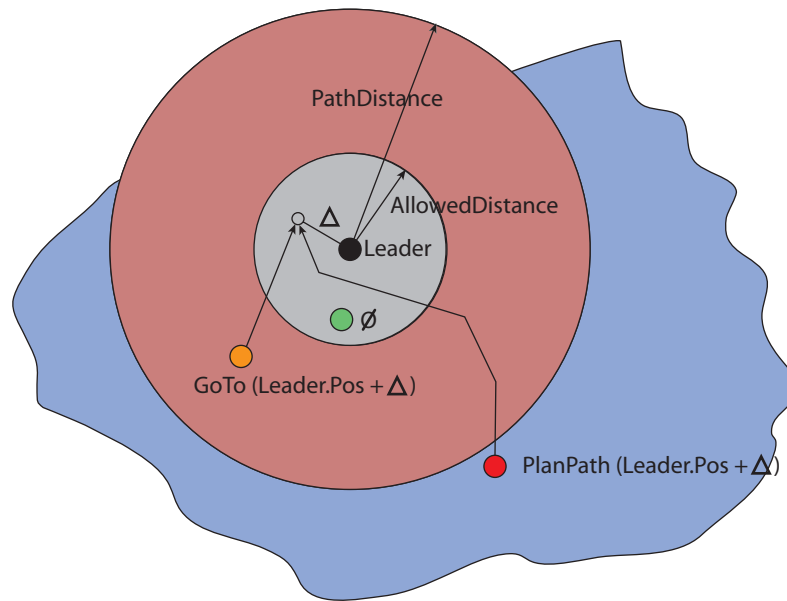 PathDistance
AllowedDistance
Δ
Leader
Ø
GoTo (Leader.Pos + Δ)
PlanPath (Leader.Pos + Δ)